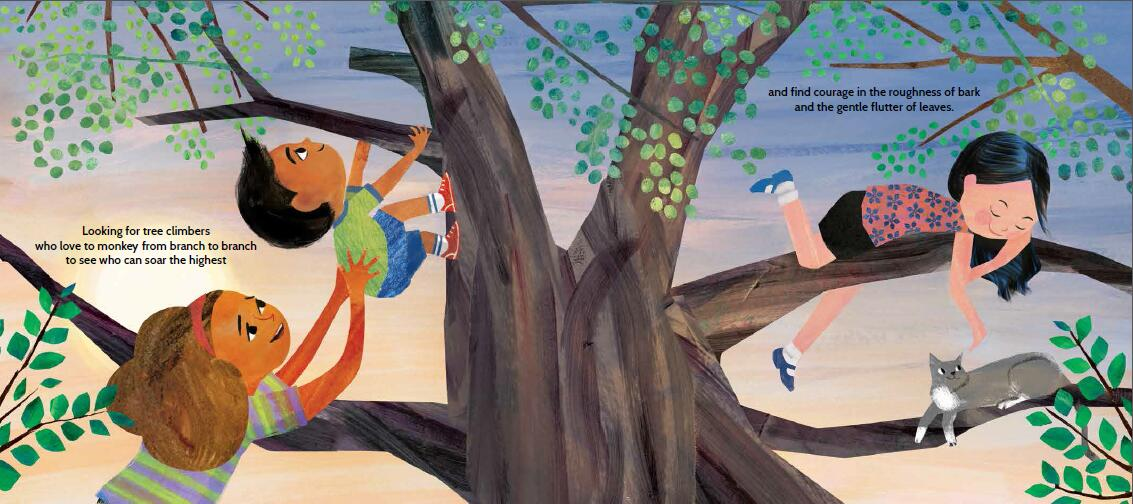 Looking for tree climbers
who love to monkey from branch to branch
to see who can soar the highest
and find courage in the roughness of bark
and the gentle flutter of leaves.